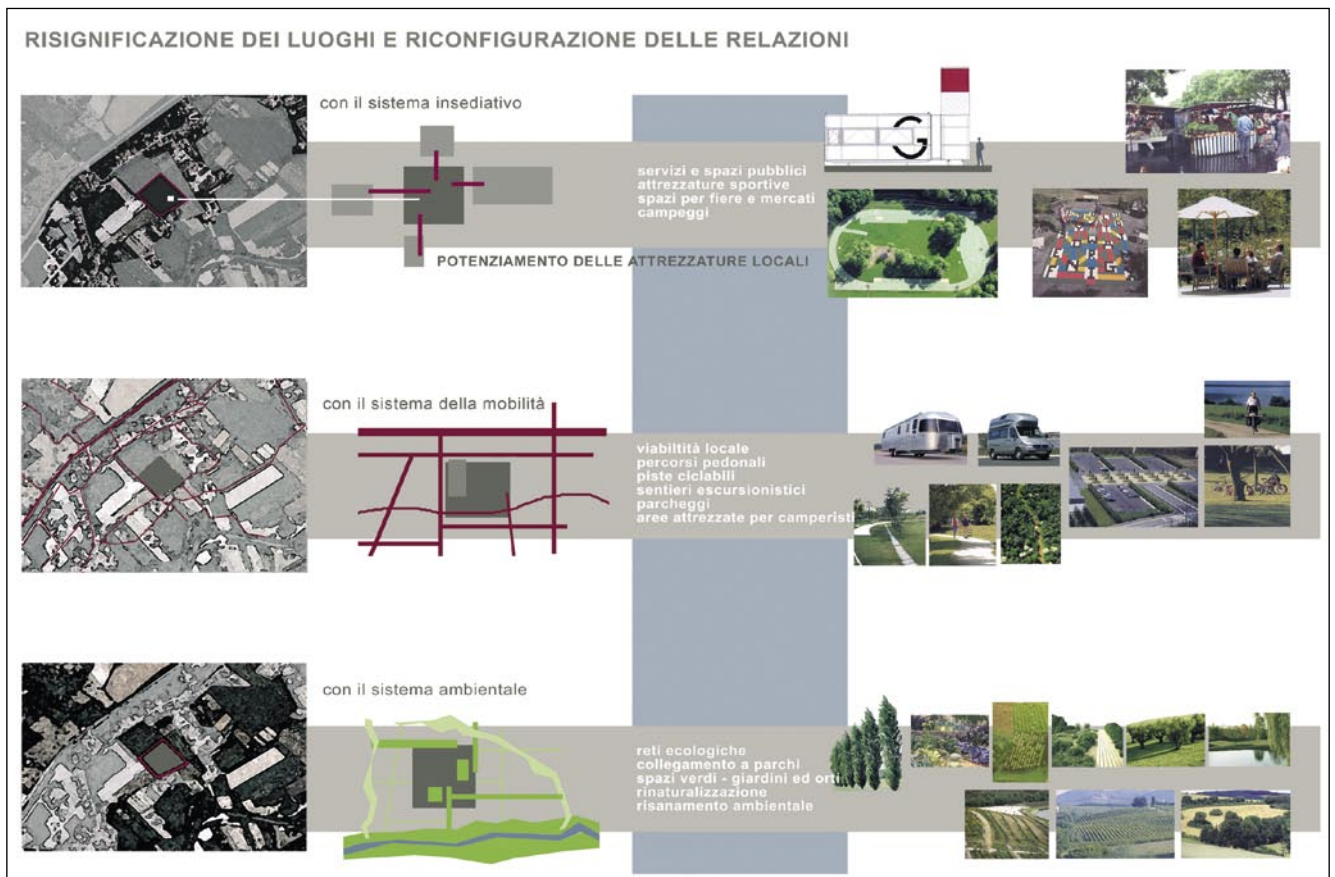 RISIGNIFICAZIONE DEI LUOGHI E RICONFIGURAZIONE DELLE RELAZIONI
con il sistema insediativo
servizi e spazi pubblici
attrezzature sportive
spazi per fiere e mercati
campeggi
G
POTENZIAMENTO DELLE ATTREZZATURE LOCALI
con il sistema della mobilità
viabiltità locale
percorsi pedonali
piste ciclabili
sentieri escursionistici
parcheggi
aree attrezzate per camperisti
con il sistema ambientale
reti ecologiche
collegamento a parchi
spazi verdi - giardini ed orti
rinaturalizzazione
risanamento ambientale